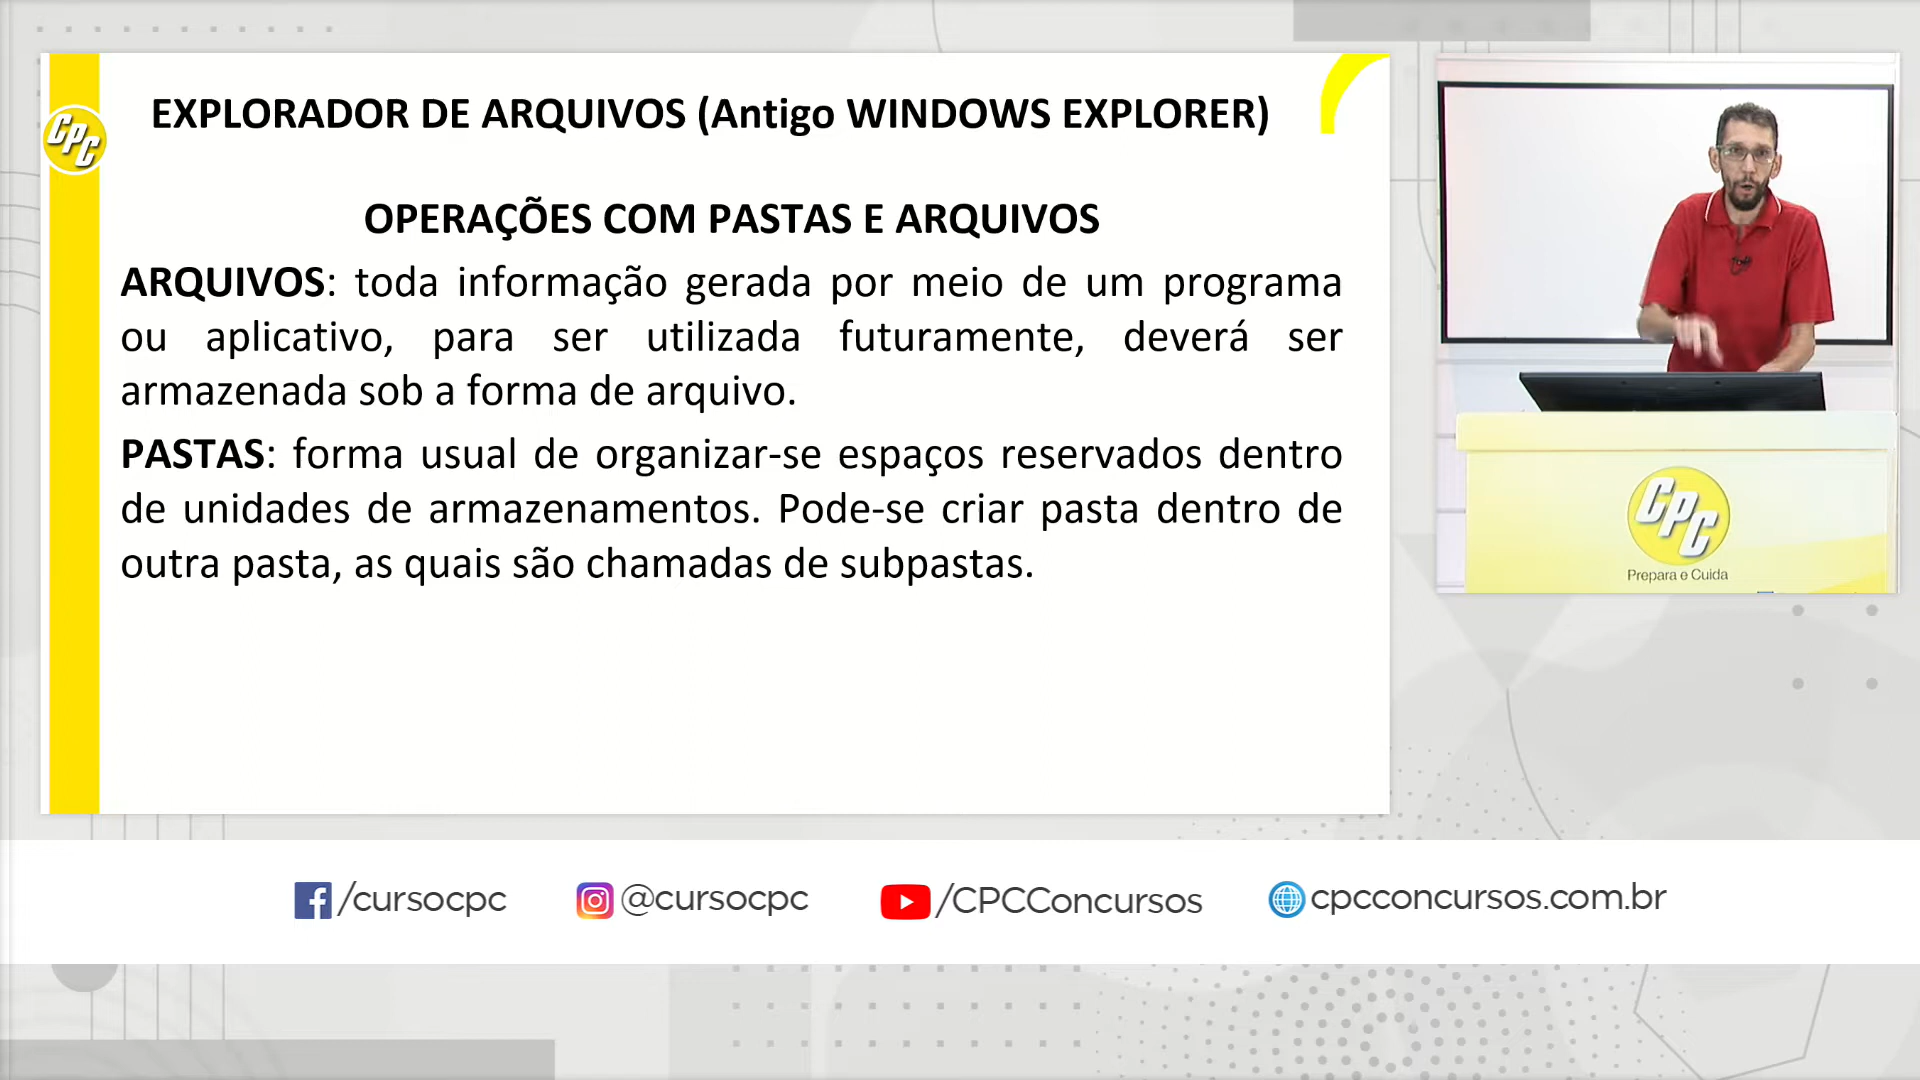 EXPLORADOR DE ARQUIVOS (Antigo WINDOWS EXPLORER)
CPC
OPERAÇÕES COM PASTAS E ARQUIVOS
ARQUIVOS: toda informação gerada por meio de um programa
ou aplicativo, para ser utilizada futuramente, deverá ser
armazenada sob a forma de arquivo.
PASTAS: forma usual de organizar-se espaços reservados dentro
de unidades de armazenamentos. Pode-se criar pasta dentro de
outra pasta, as quais são chamadas de subpastas.
CPC
Prepara e Cuida
/cursocpc
@cursocpc
/CPCConcursos
cpcconcursos.com.br